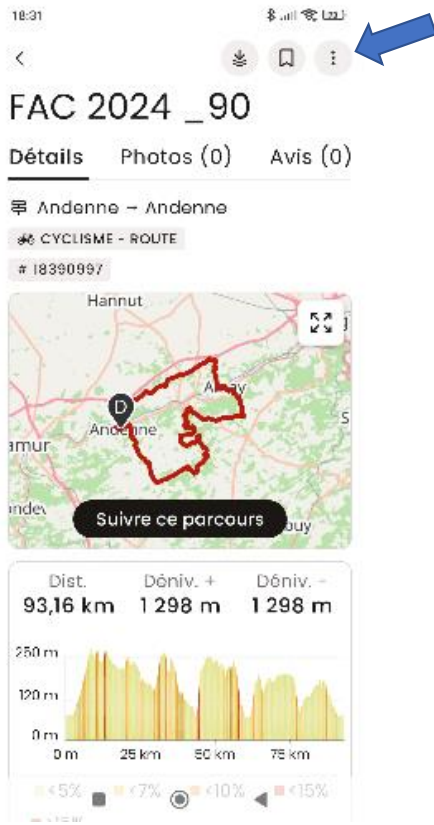 18:31
FAC 2024 _90
Détails Photos (0) Avis (0)
Andenne – Andenne
CYCLISME - ROUTE
# 18390997
Hannut
D
Andenne
amur
Suivre ce parcours
Dist. Déniv. + Déniv. -
93,16 km 1 298 m 1 298 m
250 m
120 m
0 m
0 m 25 km 50 km 75 km
<5% <7% <10% <15%